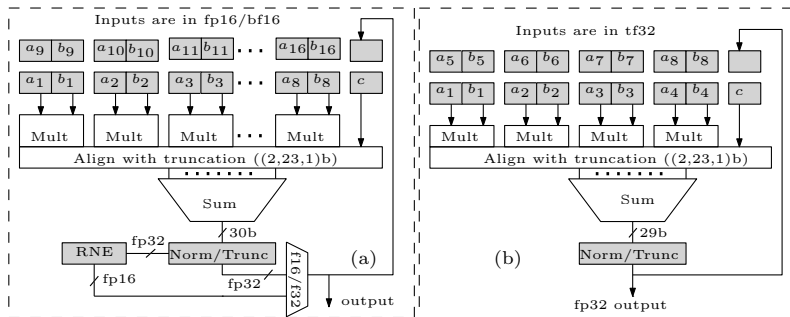 Inputs are in fp16/bf16
a9 b9 a10 b10 a11 b11 ... a16 b16
a1 b1 a2 b2 a3 b3 ... a8 b8 c
Mult Mult Mult ... Mult
Align with truncation ((2,23,1)b)
.......
Sum
30b
RNE fp32 Norm/Trunc
fp16 fp32 f16/f32 (a)
output
Inputs are in tf32
a5 b5 a6 b6 a7 b7 a8 b8
a1 b1 a2 b2 a3 b3 a4 b4 c
Mult Mult Mult Mult
Align with truncation ((2,23,1)b)
.......
Sum
29b
(b) Norm/Trunc
fp32 output